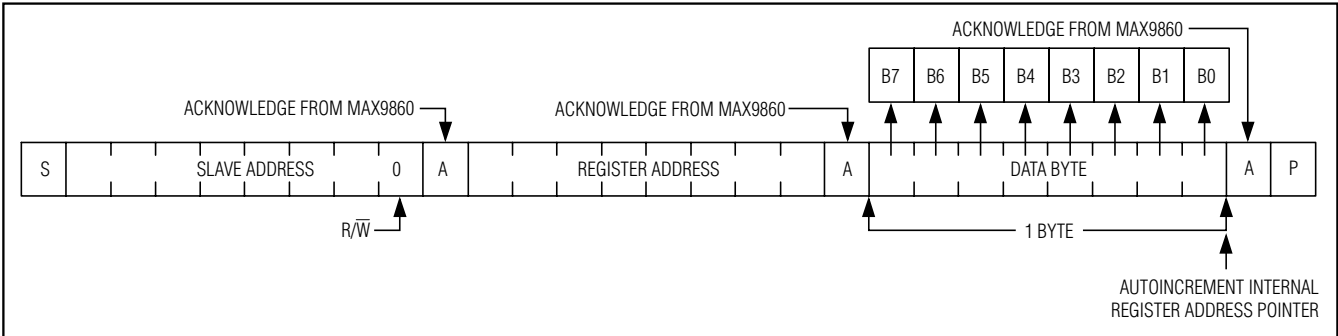 ACKNOWLEDGE FROM MAX9860
B7 B6 B5 B4 B3 B2 B1 B0
ACKNOWLEDGE FROM MAX9860
ACKNOWLEDGE FROM MAX9860
S SLAVE ADDRESS 0 A REGISTER ADDRESS A DATA BYTE A P
R/W̅
1 BYTE
AUTOINCREMENT INTERNAL
REGISTER ADDRESS POINTER